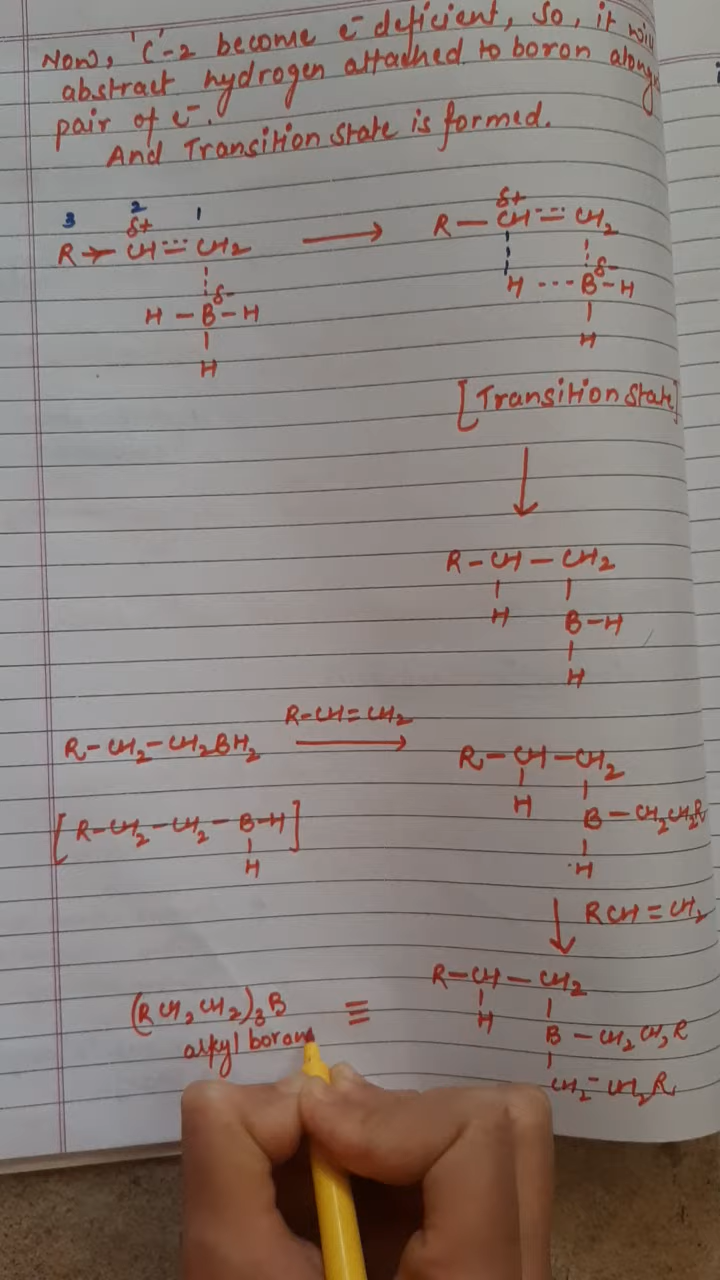 Now, 'C'-2 become e⁻ deficient, so, it will
abstract hydrogen attached to boron along
pair of e⁻.
And Transition State is formed.
3 2 1
δ+ δ+
R → CH ⋯ CH₂ ⟶ R — CH ⋯ CH₂
δ- δ-
H — B — H H ⋯ B — H
H H
[Transition State]
↓
R — CH — CH₂
H B — H
H
R-CH=CH₂
R-CH₂-CH₂BH₂ ⟶ R — CH — CH₂
H B — CH₂CH₂R
[R-CH₂-CH₂-B-H]
H H
↓ RCH=CH₂
R — CH — CH₂
(RCH₂CH₂)₃B ≡ H
alkyl boran B — CH₂CH₂R
CH₂-CH₂R